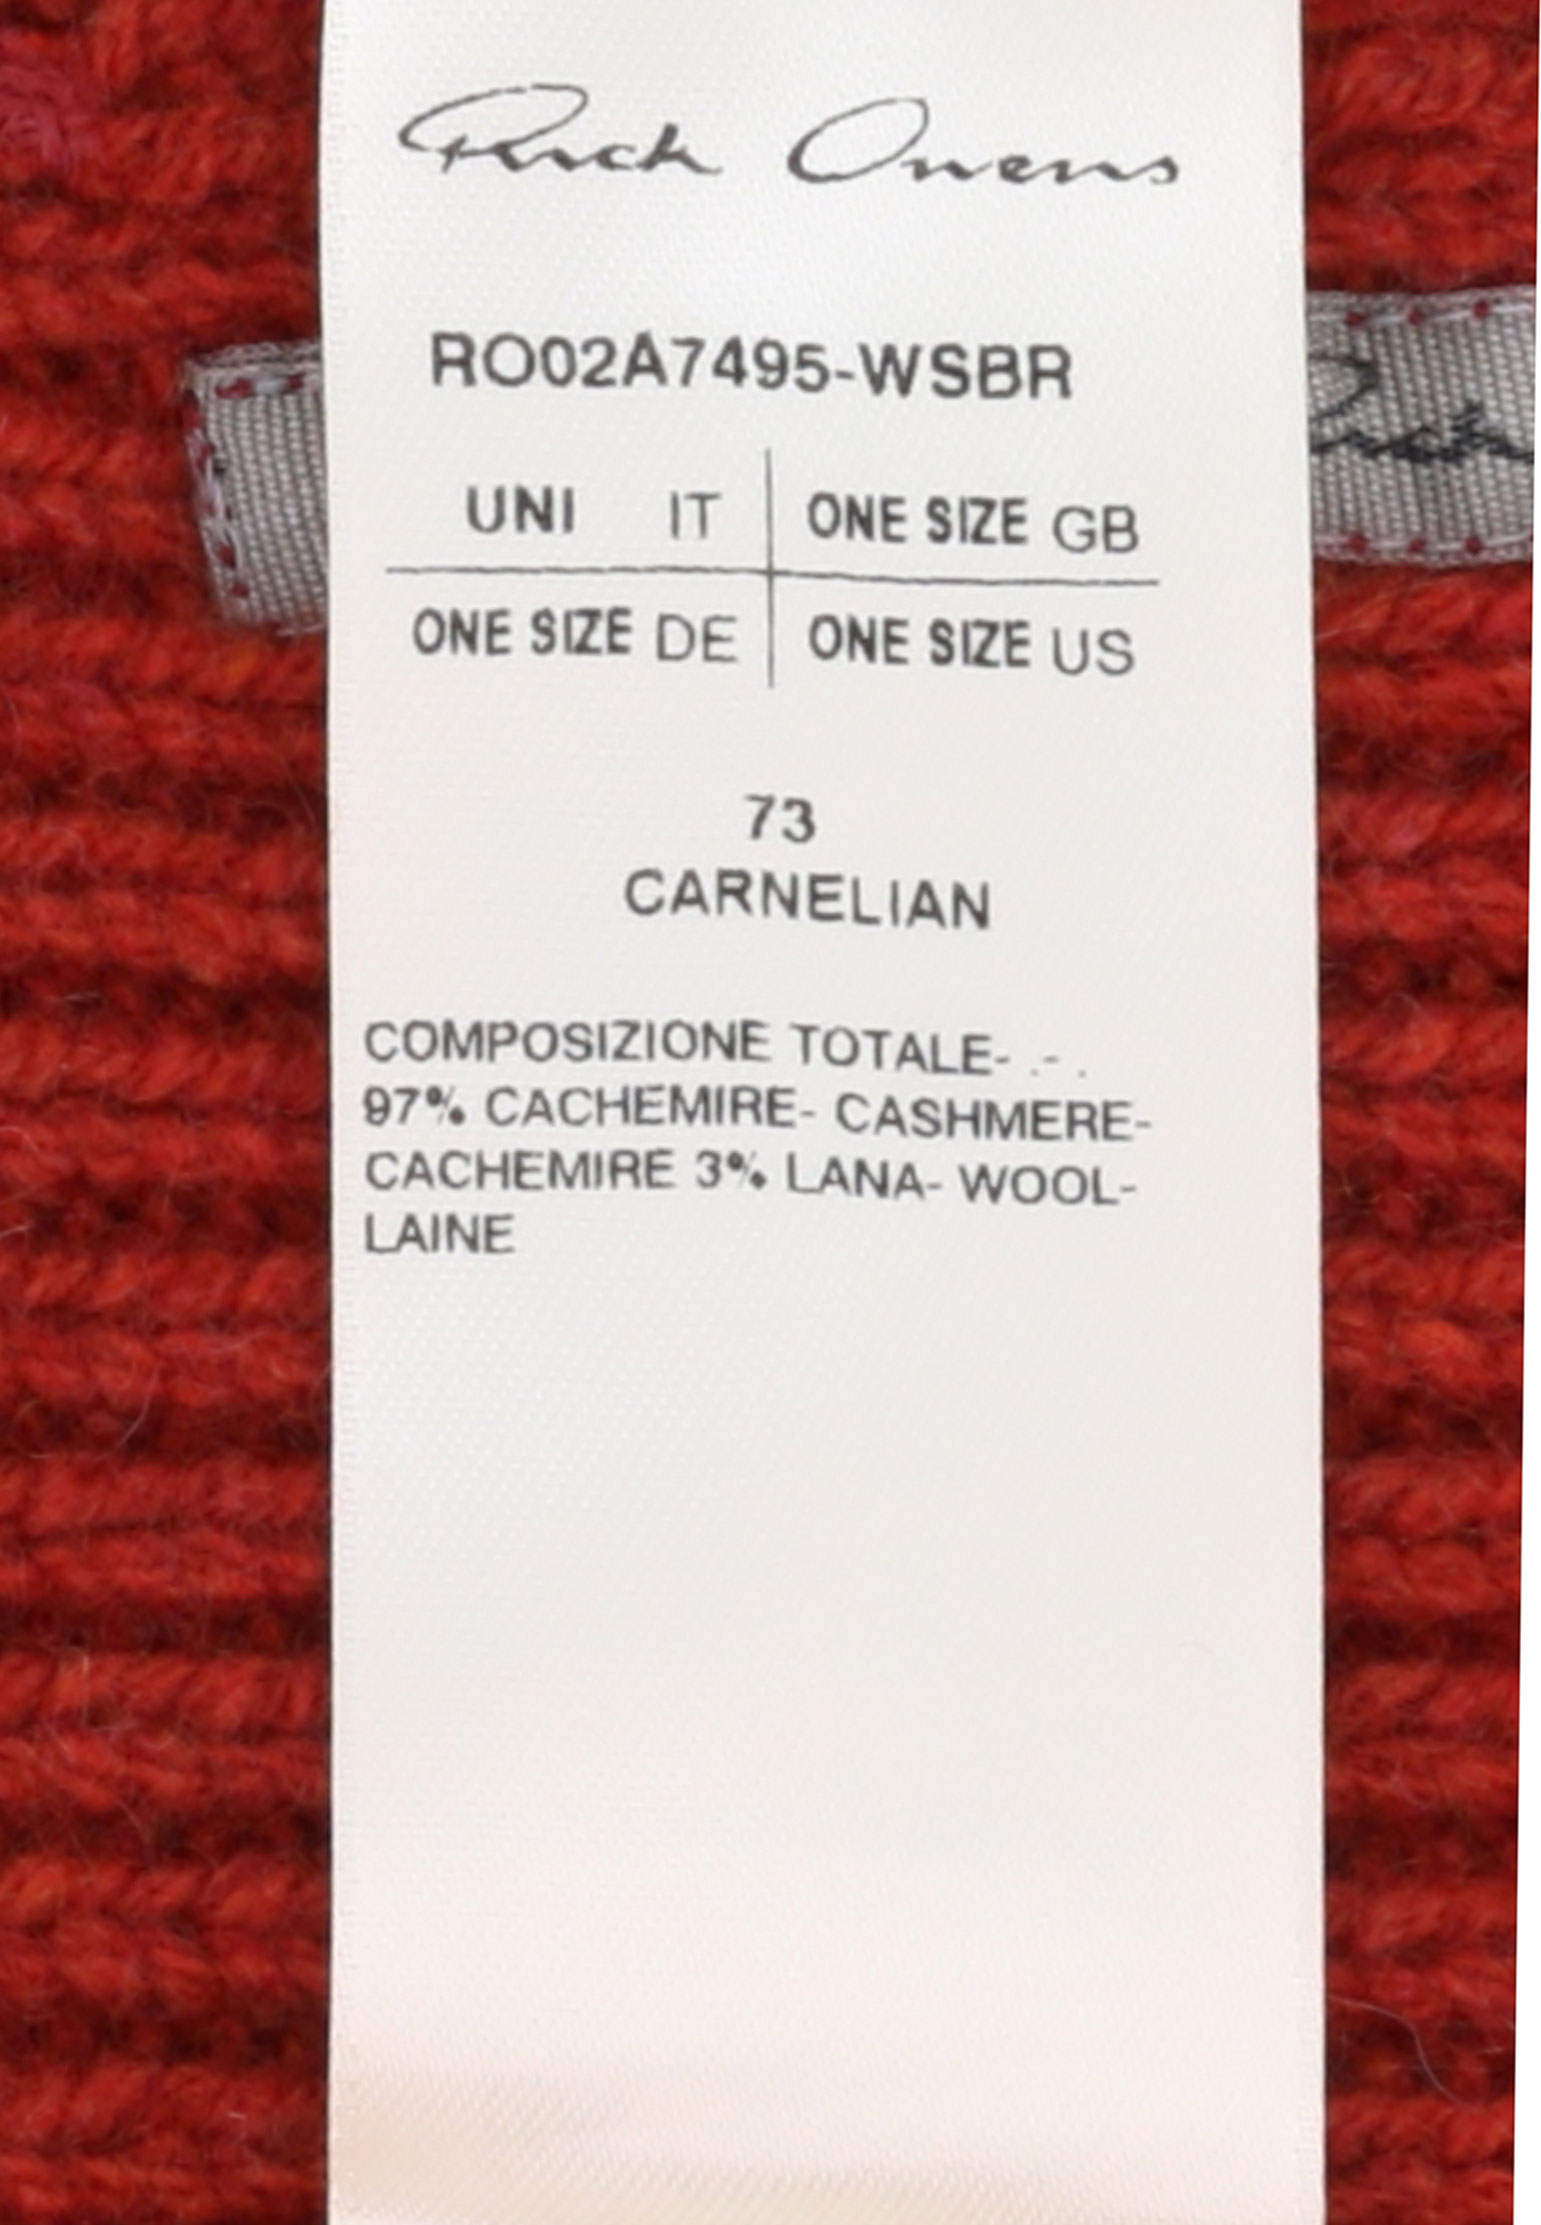 Rick Owens
RO02A7495-WSBR
UNI IT ONE SIZE GB
ONE SIZE DE ONE SIZE US
73
CARNELIAN
COMPOSIZIONE TOTALE- .- .
97% CACHEMIRE- CASHMERE-
CACHEMIRE 3% LANA- WOOL-
LAINE
Rick